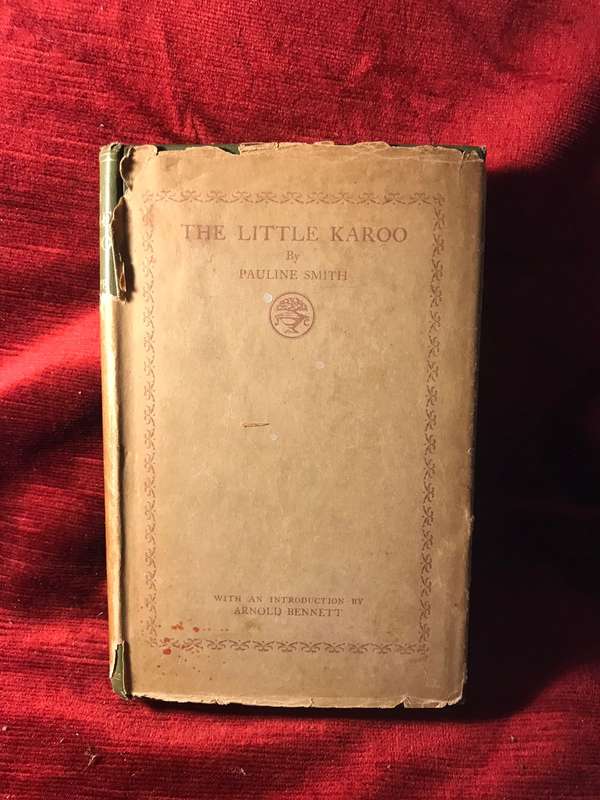 THE LITTLE KAROO
By
PAULINE SMITH
WITH AN INTRODUCTION BY
ARNOLD BENNETT